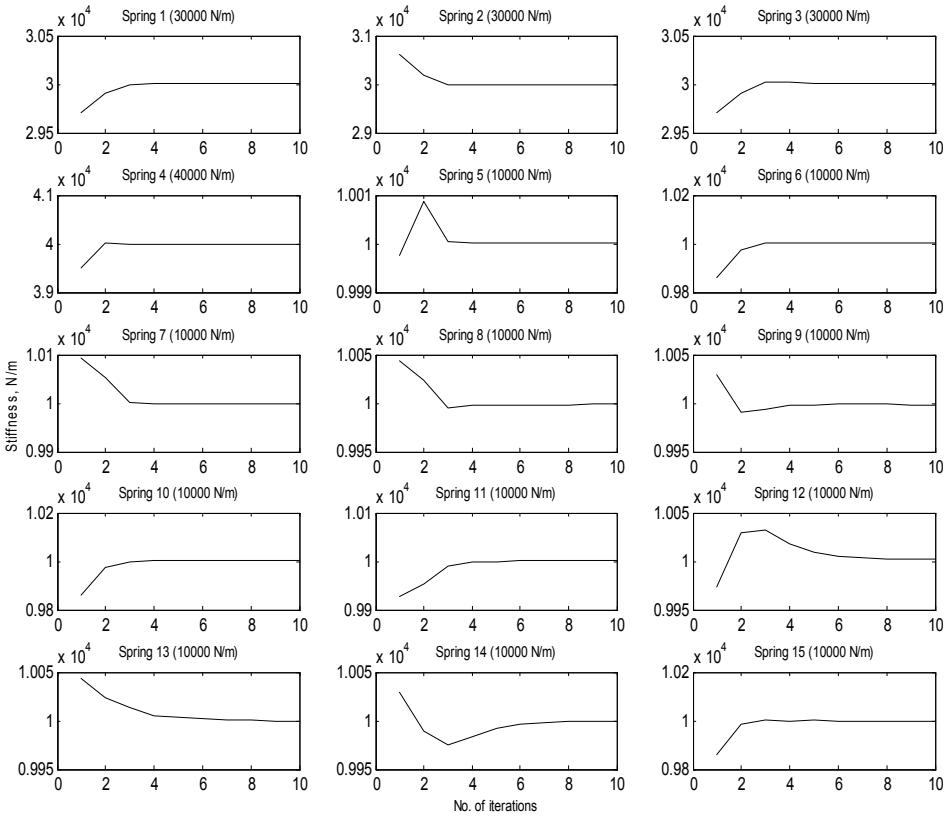 x 10^4 Spring 1 (30000 N/m)
3.05
3
2.95
0 2 4 6 8 10
x 10^4 Spring 2 (30000 N/m)
3.1
3
2.9
0 2 4 6 8 10
x 10^4 Spring 3 (30000 N/m)
3.05
3
2.95
0 2 4 6 8 10
x 10^4 Spring 4 (40000 N/m)
4.1
4
3.9
0 2 4 6 8 10
x 10^4 Spring 5 (10000 N/m)
1.001
1
0.999
0 2 4 6 8 10
x 10^4 Spring 6 (10000 N/m)
1.02
1
0.98
0 2 4 6 8 10
Stiffness, N/m
x 10^4 Spring 7 (10000 N/m)
1.01
1
0.99
0 2 4 6 8 10
x 10^4 Spring 8 (10000 N/m)
1.005
1
0.995
0 2 4 6 8 10
x 10^4 Spring 9 (10000 N/m)
1.005
1
0.995
0 2 4 6 8 10
x 10^4 Spring 10 (10000 N/m)
1.02
1
0.98
0 2 4 6 8 10
x 10^4 Spring 11 (10000 N/m)
1.01
1
0.99
0 2 4 6 8 10
x 10^4 Spring 12 (10000 N/m)
1.005
1
0.995
0 2 4 6 8 10
x 10^4 Spring 13 (10000 N/m)
1.005
1
0.995
0 2 4 6 8 10
x 10^4 Spring 14 (10000 N/m)
1.005
1
0.995
0 2 4 6 8 10
x 10^4 Spring 15 (10000 N/m)
1.02
1
0.98
0 2 4 6 8 10
No. of iterations